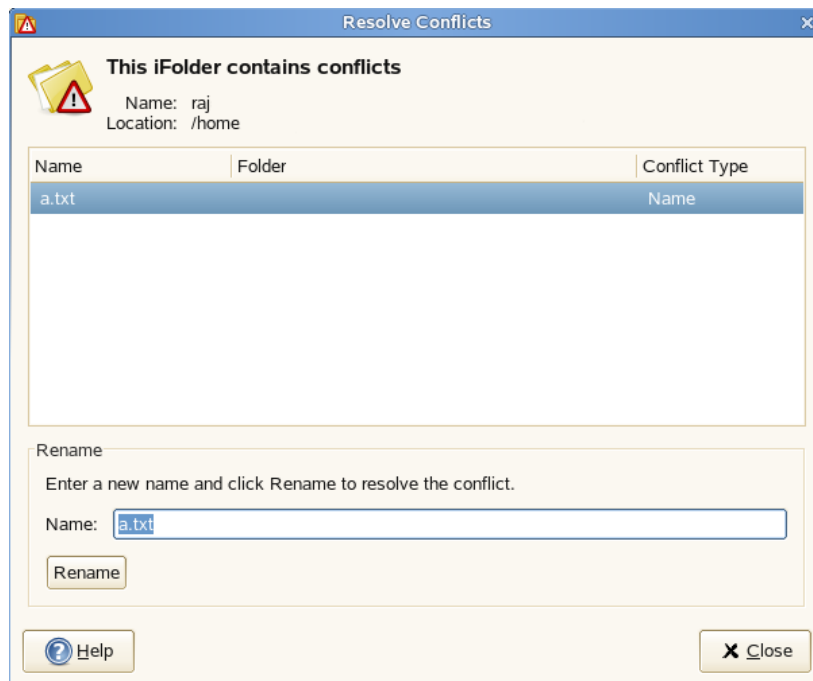 Resolve Conflicts
This iFolder contains conflicts
Name: raj
Location: /home
Name Folder Conflict Type
a.txt Name
Rename
Enter a new name and click Rename to resolve the conflict.
Name: a.txt
Rename
Help Close